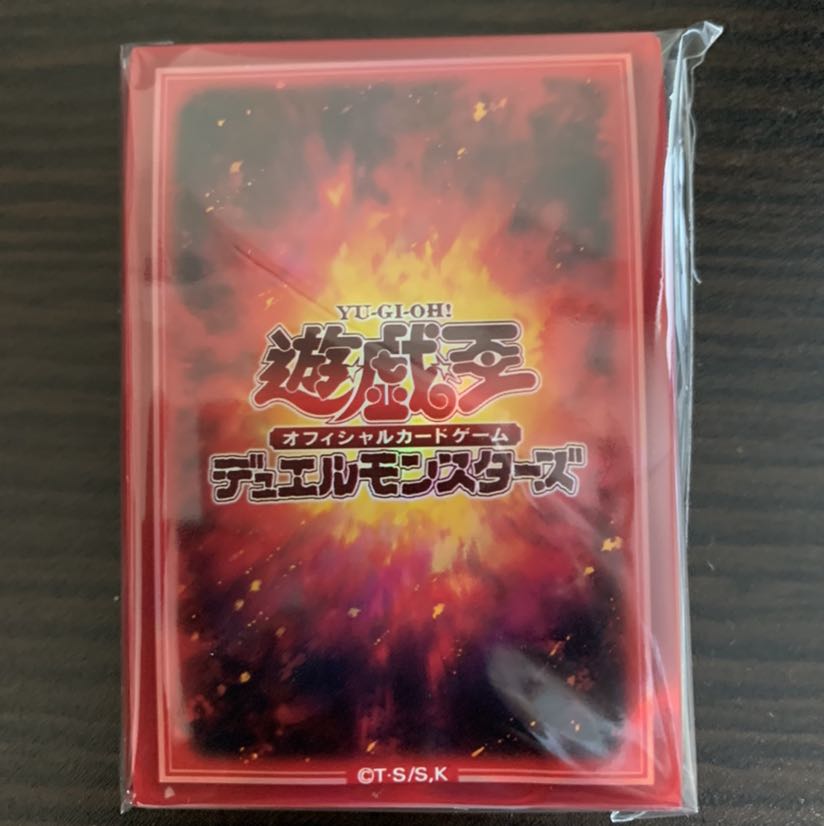 YU-GI-OH!
遊戯王
オフィシャルカードゲーム
デュエルモンスターズ
©T·S/S,K